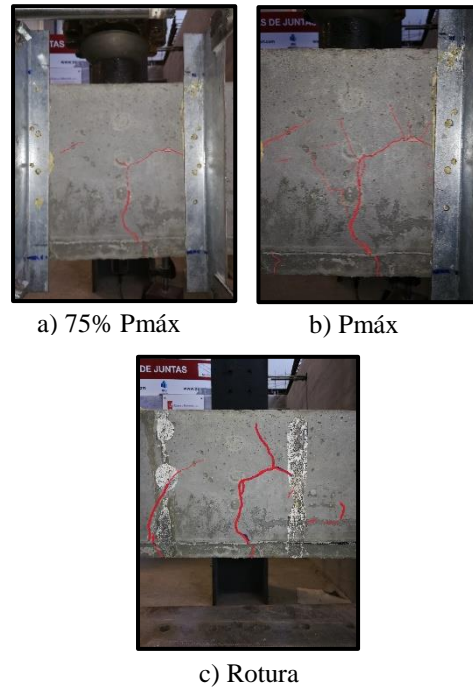 S DE JUNTAS
a) 75% Pmáx
b) Pmáx
DE JUNTAS
c) Rotura